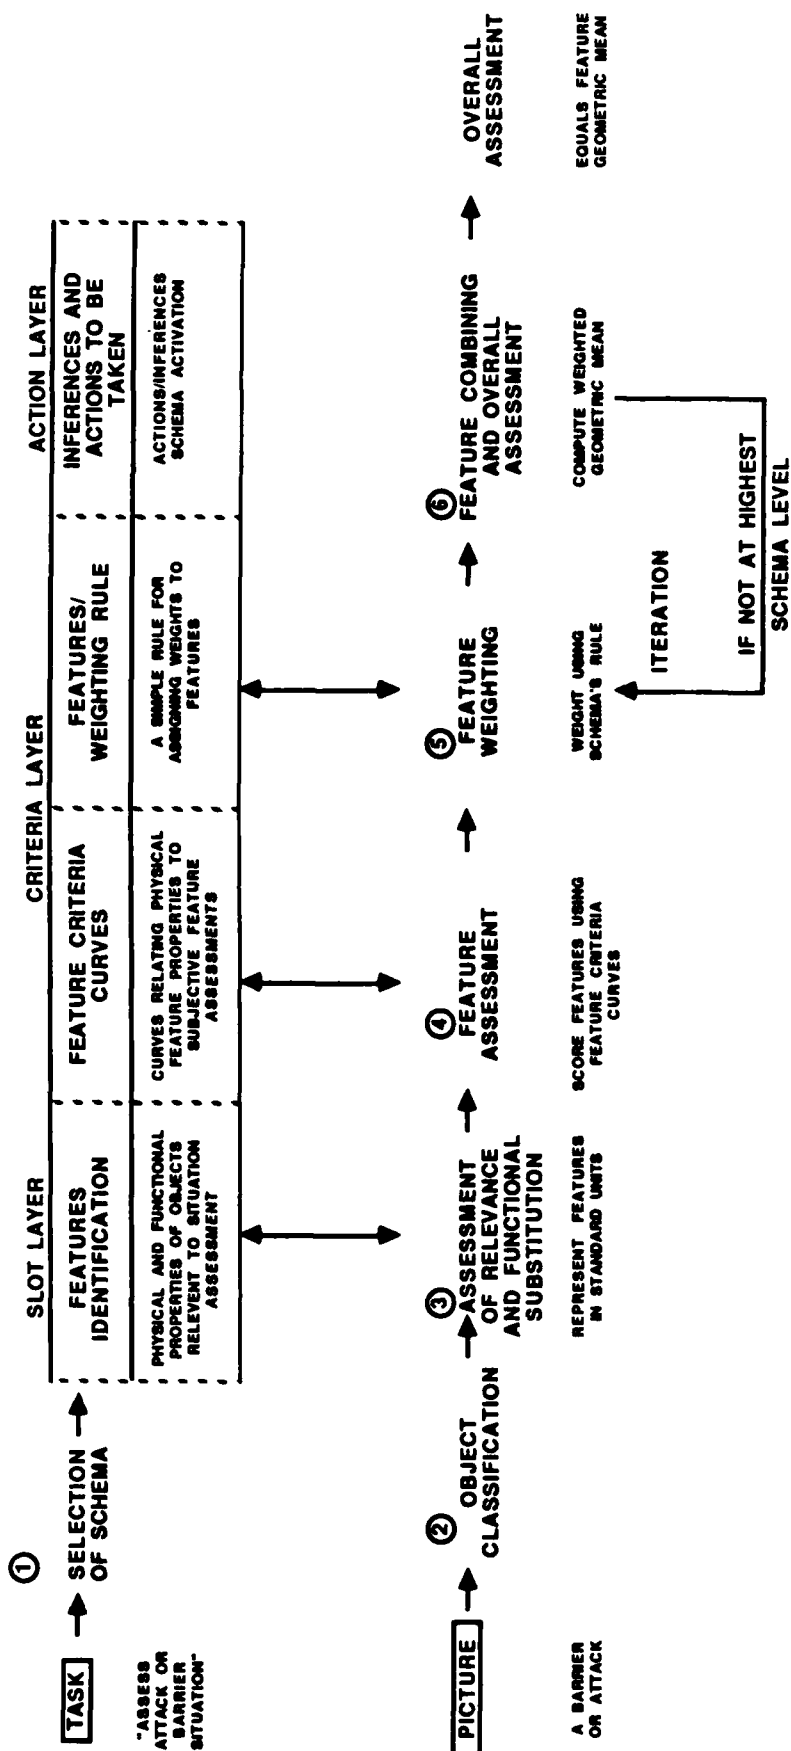 SLOT LAYER
CRITERIA LAYER
ACTION LAYER
①
TASK
SELECTION
OF SCHEMA
"ASSESS
ATTACK OR
BARRIER
SITUATION"
FEATURES
IDENTIFICATION
PHYSICAL AND FUNCTIONAL
PROPERTIES OF OBJECTS
RELEVENT TO SITUATION
ASSESSMENT
FEATURE CRITERIA
CURVES
CURVES RELATING PHYSICAL
FEATURE PROPERTIES TO
SUBJECTIVE FEATURE
ASSESSMENTS
FEATURES/
WEIGHTING RULE
A SIMPLE RULE FOR
ASSIGNING WEIGHTS TO
FEATURES
INFERENCES AND
ACTIONS TO BE
TAKEN
ACTIONS/INFERENCES
SCHEMA ACTIVATION
PICTURE
A BARRIER
OR ATTACK
②
OBJECT
CLASSIFICATION
③
ASSESSMENT
OF RELEVANCE
AND FUNCTIONAL
SUBSTITUTION
REPRESENT FEATURES
IN STANDARD UNITS
④
FEATURE
ASSESSMENT
SCORE FEATURES USING
FEATURE CRITERIA
CURVES
⑤
FEATURE
WEIGHTING
WEIGHT USING
SCHEMA'S RULE
⑥
FEATURE COMBINING
AND OVERALL
ASSESSMENT
COMPUTE WEIGHTED
GEOMETRIC MEAN
OVERALL
ASSESSMENT
EQUALS FEATURE
GEOMETRIC MEAN
ITERATION
IF NOT AT HIGHEST
SCHEMA LEVEL